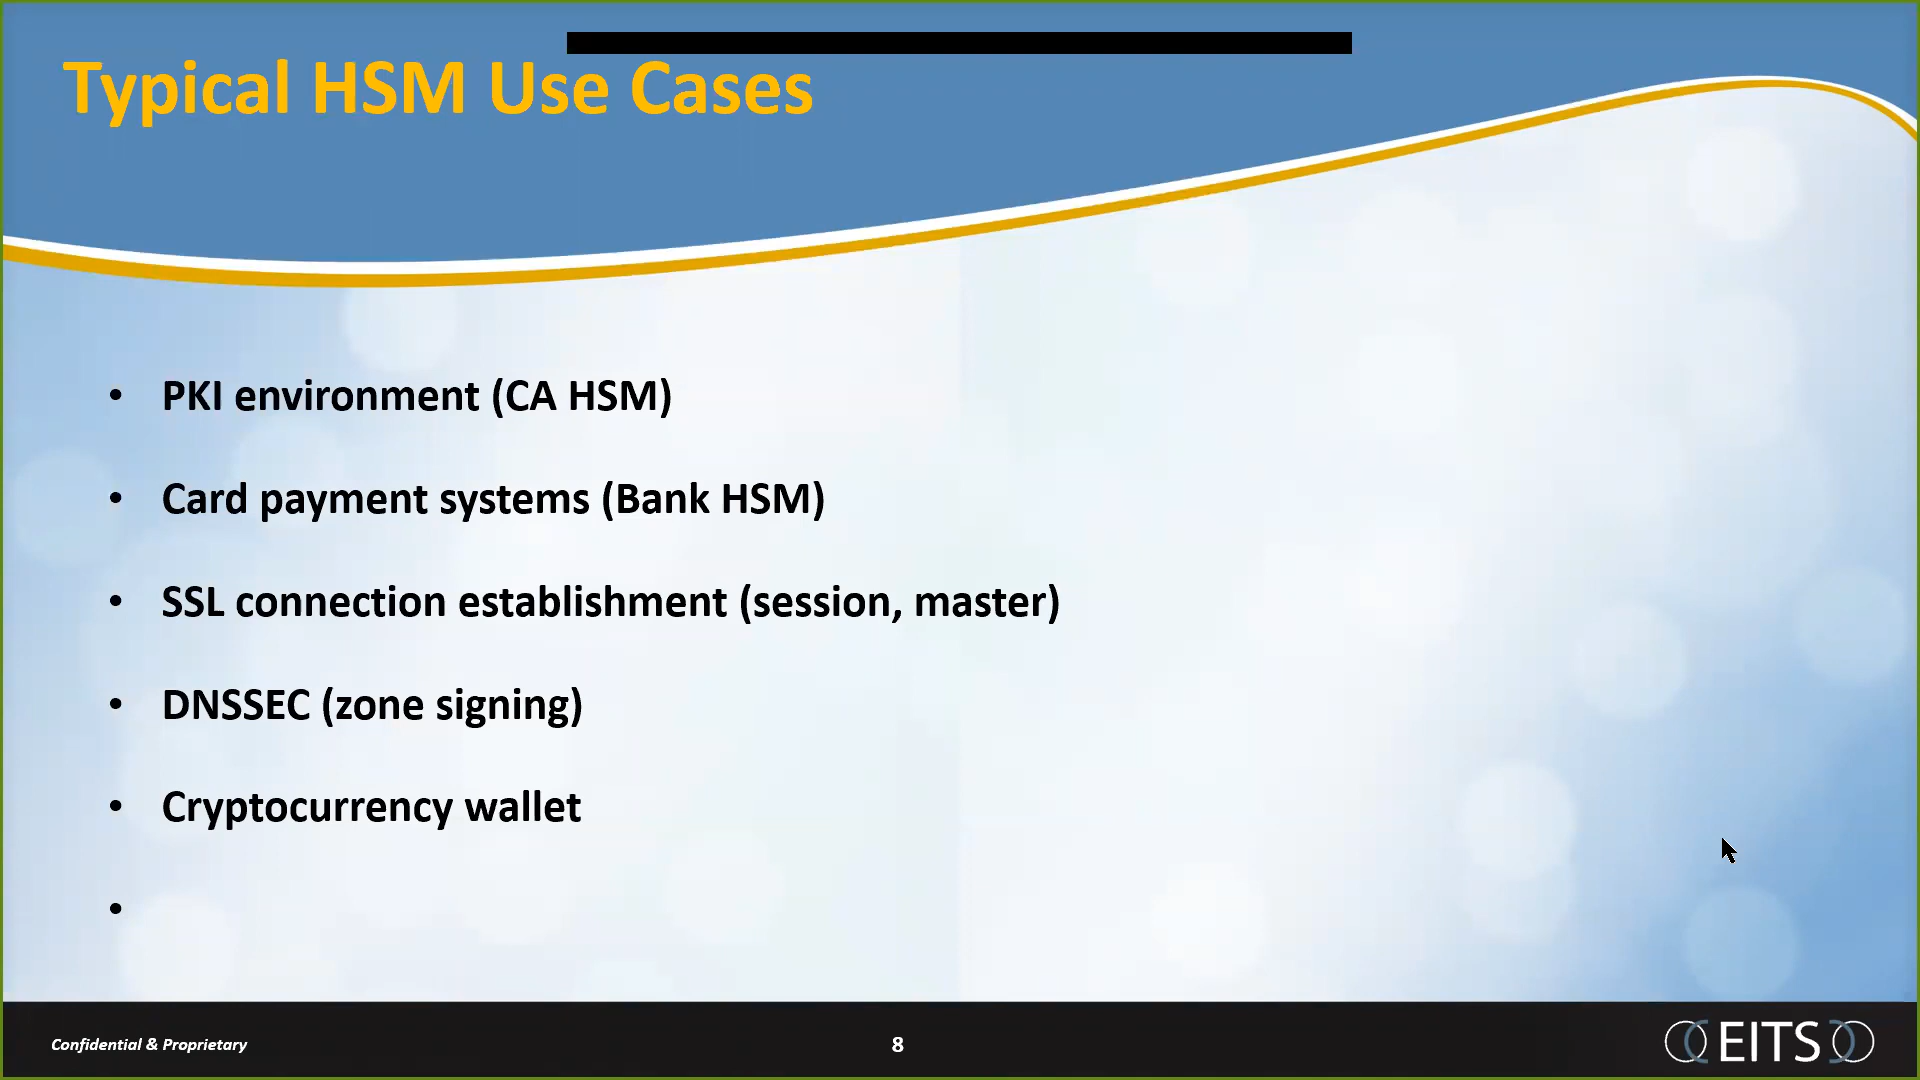 Typical HSM Use Cases
• PKI environment (CA HSM)
• Card payment systems (Bank HSM)
• SSL connection establishment (session, master)
• DNSSEC (zone signing)
• Cryptocurrency wallet
•
Confidential & Proprietary
8
EITS